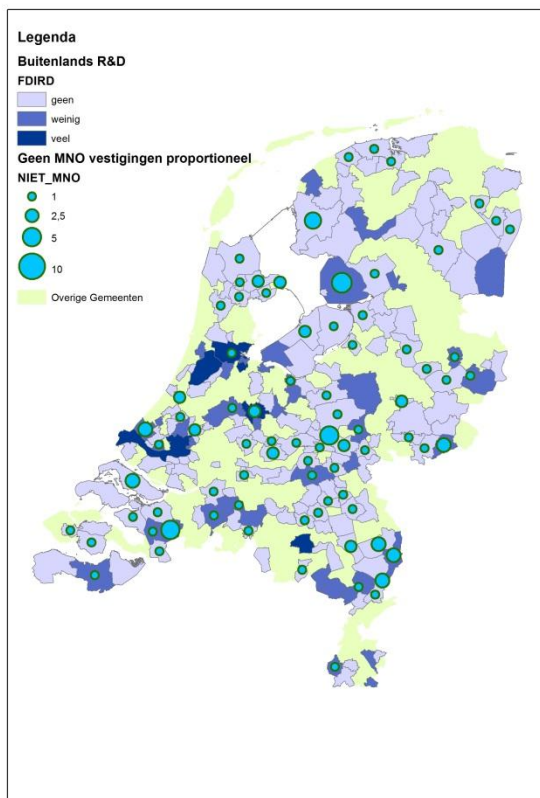 Legenda
Buitenlands R&D
FDIRD
geen
weinig
veel
Geen MNO vestigingen proportioneel
NIET_MNO
1
2,5
5
10
Overige Gemeenten